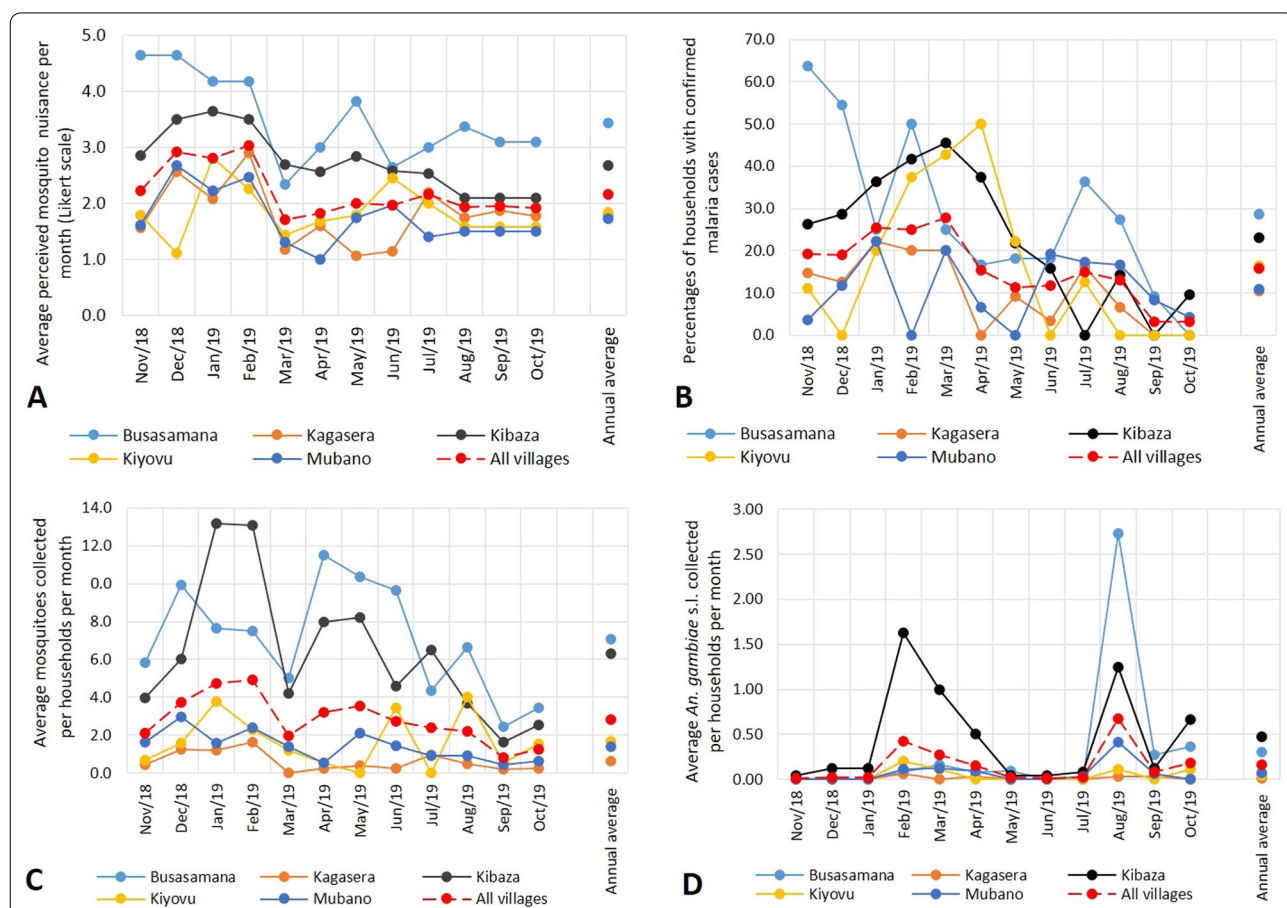 5.0
4.0
3.0
2.0
1.0
0.0
Average perceived mosquito nuisance per
month (Likert scale)
Nov/18
Dec/18
Jan/19
Feb/19
Mar/19
Apr/19
May/19
Jun/19
Jul/19
Aug/19
Sep/19
Oct/19
Annual average
A
Busasamana Kagasera Kibaza
Kiyovu Mubano All villages
70.0
60.0
50.0
40.0
30.0
20.0
10.0
0.0
Percentages of households with confirmed
malaria cases
Nov/18
Dec/18
Jan/19
Feb/19
Mar/19
Apr/19
May/19
Jun/19
Jul/19
Aug/19
Sep/19
Oct/19
Annual average
B
Busasamana Kagasera Kibaza
Kiyovu Mubano All villages
14.0
12.0
0.0
8.0
6.0
4.0
2.0
0.0
Average mosquitoes collected
per households per month
Nov/18
Dec/18
Jan/19
Feb/19
Mar/19
Apr/19
May/19
Jun/19
Jul/19
Aug/19
Sep/19
Oct/19
Annual average
C
Busasamana Kagasera Kibaza
Kiyovu Mubano All villages
3.00
2.50
2.00
1.50
1.00
0.50
0.00
Average An. gambiae s.l. collected
per households per month
Nov/18
Dec/18
Jan/19
Feb/19
Mar/19
Apr/19
May/19
Jun/19
Jul/19
Aug/19
Sep/19
Oct/19
Annual average
D
Busasamana Kagasera Kibaza
Kiyovu Mubano All villages